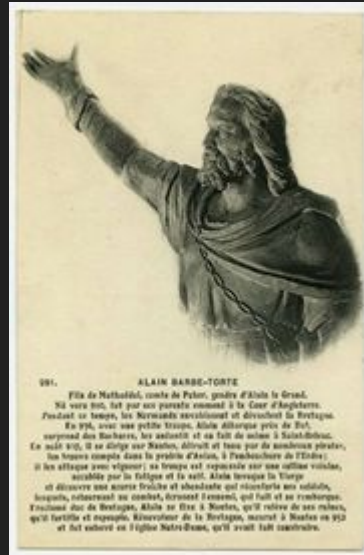 281. ALAIN BARBE-TORTE
Fils de Mathuédoi, comte de Poher, gendre d'Alain le Grand.
Né vers 910, fut par ses parents emmené à la Cour d'Angleterre.
Pendant ce temps, les Normands envahissent et dévastent la Bretagne.
En 936, avec une petite troupe, Alain débarque près de Dol,
surprend des Barbares, les anéantit et en fait de même à Saint-Brieuc.
En août 937, il se dirige sur Nantes, détruit et tenu par de nombreux pirates,
les trouve campés dans la prairie d'Aniane, à l'embouchure de l'Erdre;
il les attaque avec vigueur; sa troupe est repoussée sur une colline voisine,
accablée par la fatigue et la soif. Alain invoque la Vierge
et découvre une source fraîche et abondante qui réconforte ses soldats,
lesquels, retournant au combat, écrasent l'ennemi, qui fuit et se rembarque.
Proclamé duc de Bretagne, Alain se fixe à Nantes, qu'il relève de ses ruines,
qu'il fortifie et repeuple. Rénovateur de la Bretagne, mourut à Nantes en 952
et fut enterré en l'église Notre-Dame, qu'il avait fait construire.